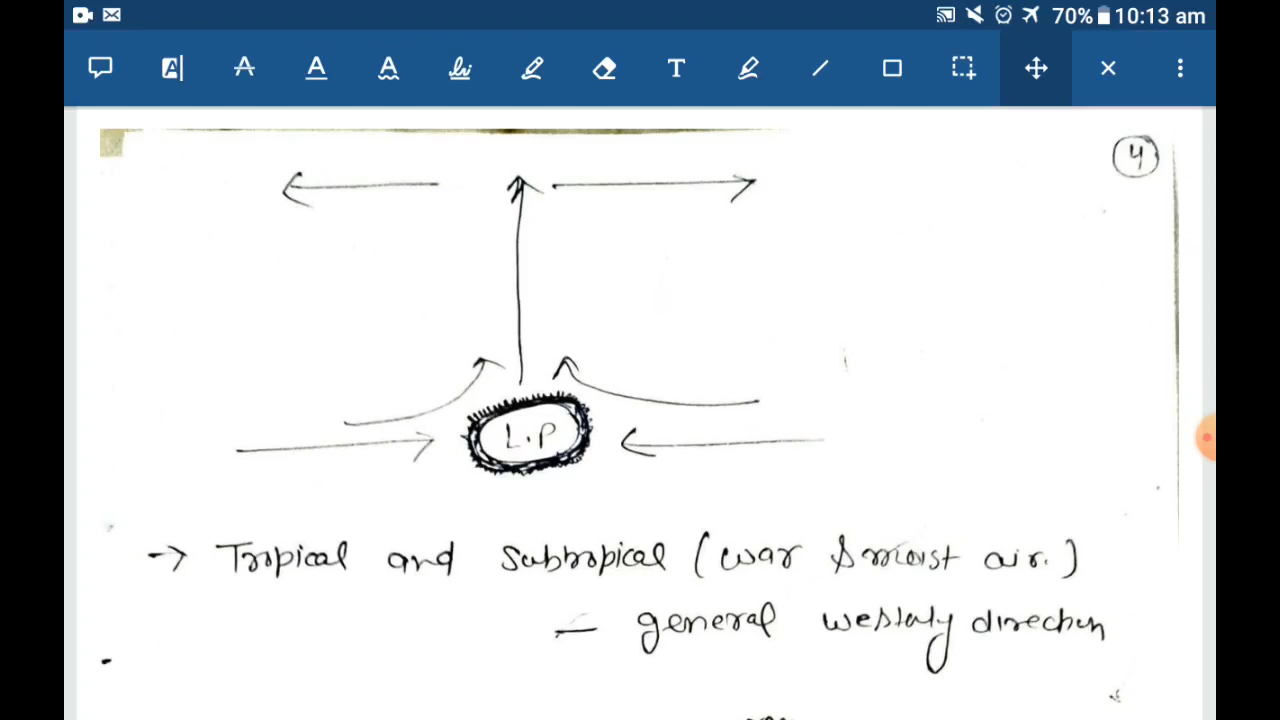 70% 10:13 am
A
A
A
A
T
4
L.P
→ Tropical and Subtropical (war & moist air.)
— general westerly direction